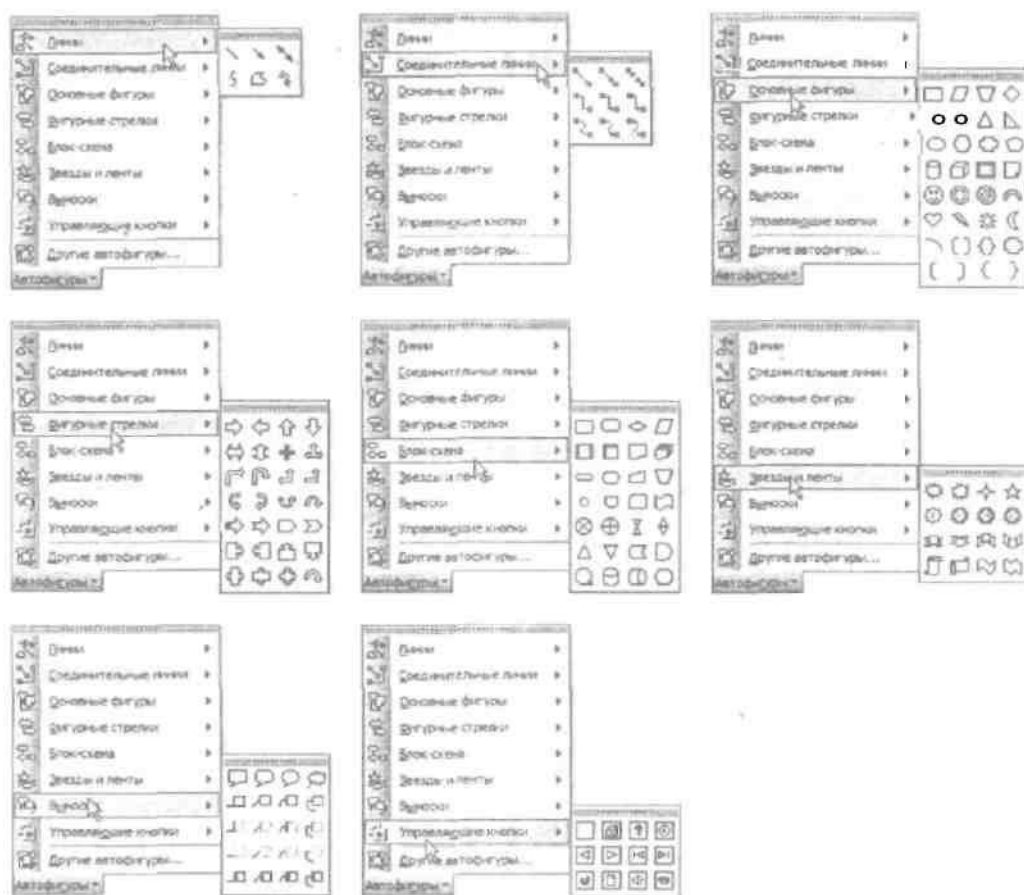 Линии
Соединительные линии
Основные фигуры
Фигурные стрелки
Блок-схема
Звезды и ленты
Выноски
Управляющие кнопки
Другие автофигуры...
Автофигуры
Линии
Соединительные линии
Основные фигуры
Фигурные стрелки
Блок-схема
Звезды и ленты
Выноски
Управляющие кнопки
Другие автофигуры...
Автофигуры
Линии
Соединительные линии
Основные фигуры
Фигурные стрелки
Блок-схема
Звезды и ленты
Выноски
Управляющие кнопки
Другие автофигуры...
Автофигуры
Линии
Соединительные линии
Основные фигуры
Фигурные стрелки
Блок-схема
Звезды и ленты
Выноски
Управляющие кнопки
Другие автофигуры...
Автофигуры
Линии
Соединительные линии
Основные фигуры
Фигурные стрелки
Блок-схема
Звезды и ленты
Выноски
Управляющие кнопки
Другие автофигуры...
Автофигуры
Линии
Соединительные линии
Основные фигуры
Фигурные стрелки
Блок-схема
Звезды и ленты
Выноски
Управляющие кнопки
Другие автофигуры...
Автофигуры
Линии
Соединительные линии
Основные фигуры
Фигурные стрелки
Блок-схема
Звезды и ленты
Выноски
Управляющие кнопки
Другие автофигуры...
Автофигуры
Линии
Соединительные линии
Основные фигуры
Фигурные стрелки
Блок-схема
Звезды и ленты
Выноски
Управляющие кнопки
Другие автофигуры...
Автофигуры